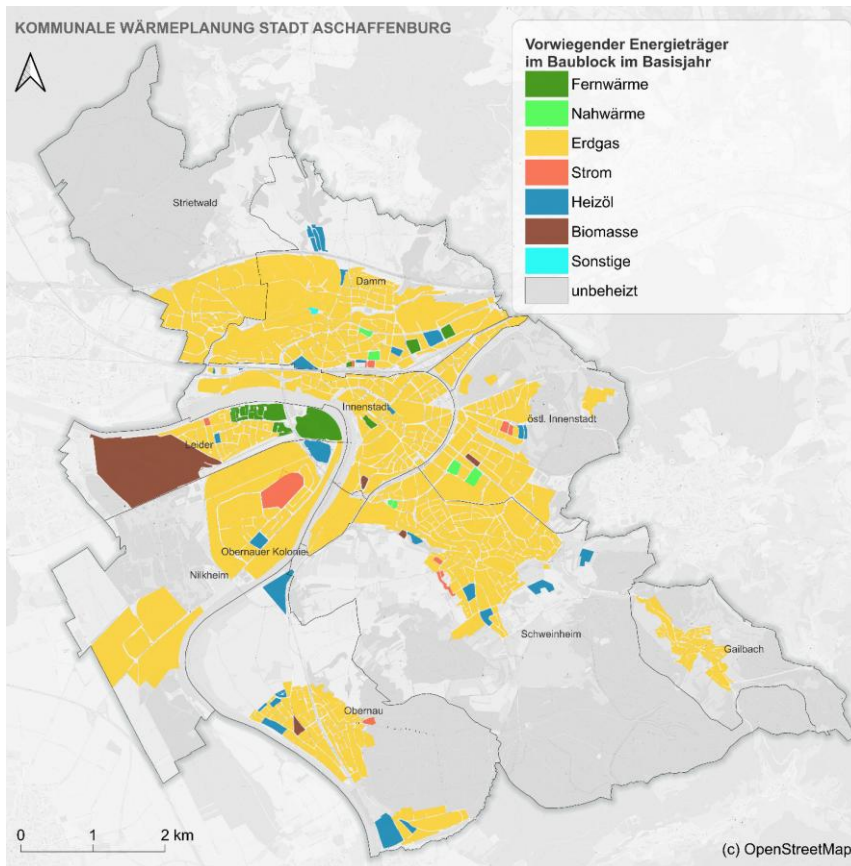 KOMMUNALE WÄRMEPLANUNG STADT ASCHAFFENBURG
Vorwiegender Energieträger
im Baublock im Basisjahr
Fernwärme
Nahwärme
Erdgas
Strom
Heizöl
Biomasse
Sonstige
unbeheizt
Strietwald
Damm
Innenstadt
östl. Innenstadt
Leider
Obernauer Kolonie
Nilkheim
Schweinheim
Gailbach
Obernau
0 1 2 km
(c) OpenStreetMap